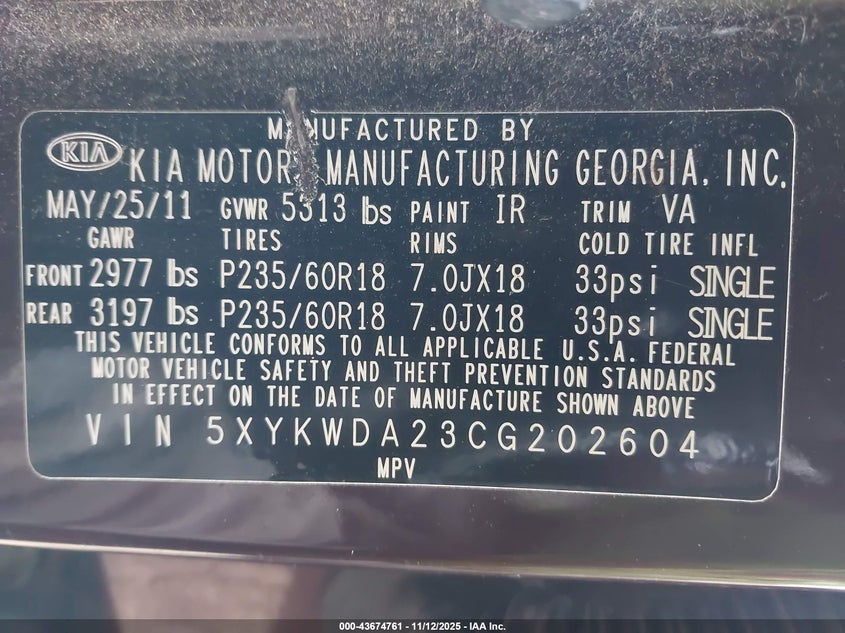 MANUFACTURED BY
KIA KIA MOTORS MANUFACTURING GEORGIA, INC.
MAY/25/11 GVWR 5313 lbs PAINT IR TRIM VA
GAWR TIRES RIMS COLD TIRE INFL
FRONT 2977 lbs P235/60R18 7.0JX18 33psi SINGLE
REAR 3197 lbs P235/60R18 7.0JX18 33psi SINGLE
THIS VEHICLE CONFORMS TO ALL APPLICABLE U.S.A. FEDERAL
MOTOR VEHICLE SAFETY AND THEFT PREVENTION STANDARDS
IN EFFECT ON THE DATE OF MANUFACTURE SHOWN ABOVE
VIN 5XYKWDA23CG202604
MPV
000-43674761 - 11/12/2025 - IAA Inc.